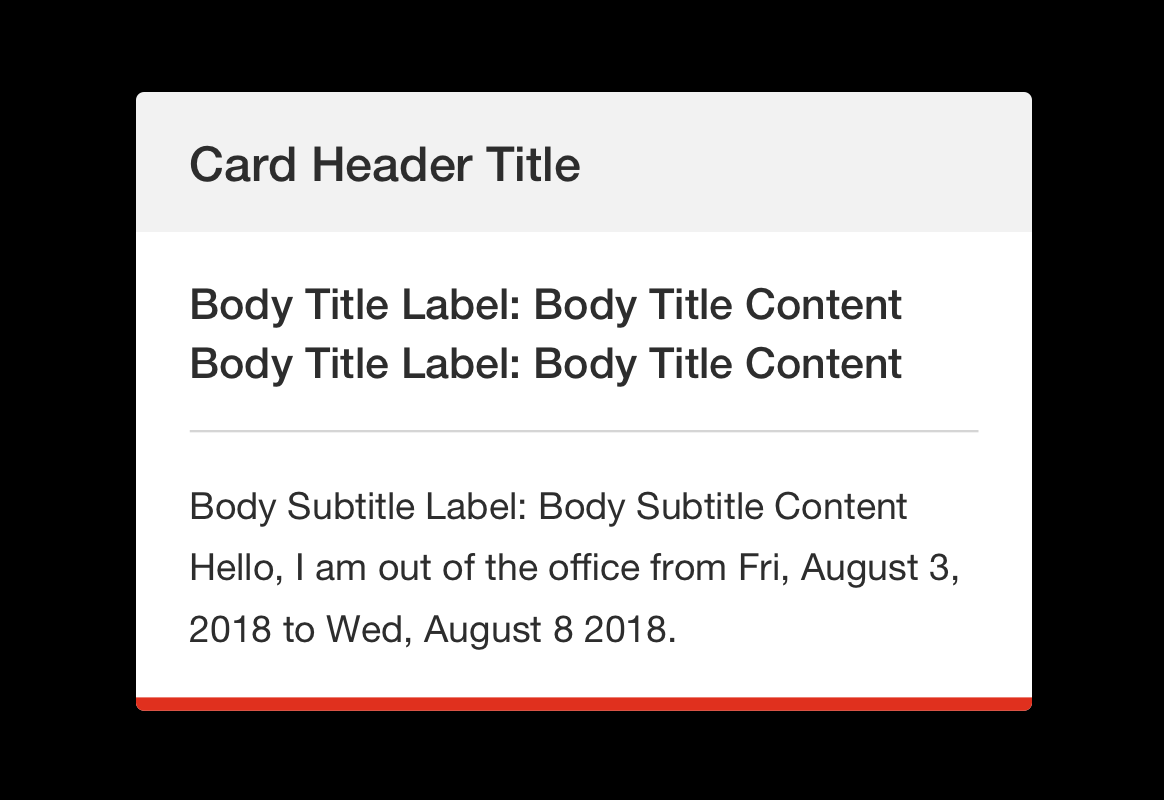 Card Header Title
Body Title Label: Body Title Content
Body Title Label: Body Title Content
Body Subtitle Label: Body Subtitle Content
Hello, I am out of the office from Fri, August 3,
2018 to Wed, August 8 2018.